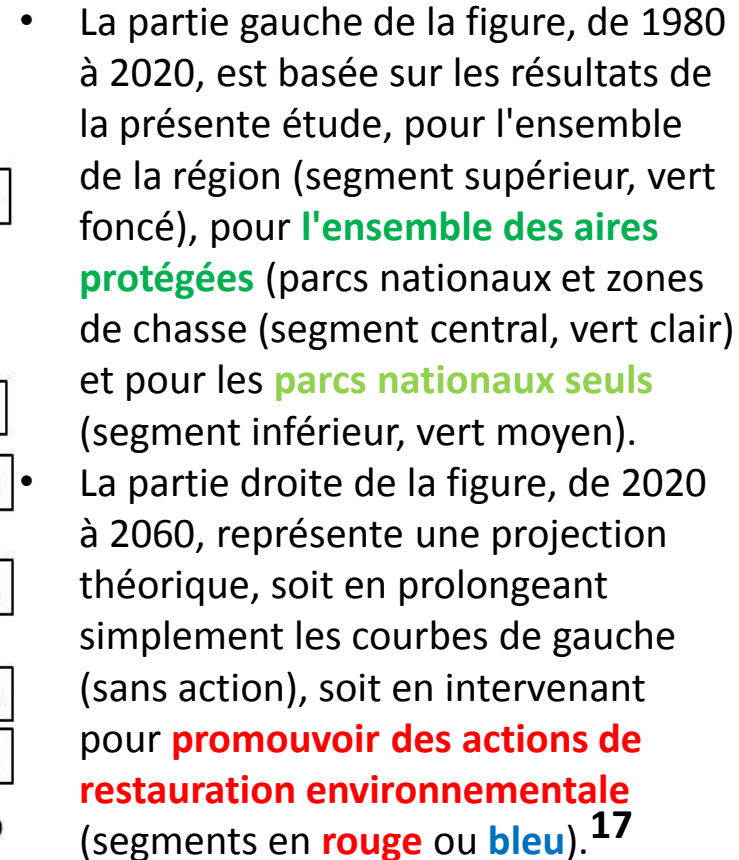 • La partie gauche de la figure, de 1980
à 2020, est basée sur les résultats de
la présente étude, pour l'ensemble
de la région (segment supérieur, vert
foncé), pour l'ensemble des aires
protégées (parcs nationaux et zones
de chasse (segment central, vert clair)
et pour les parcs nationaux seuls
(segment inférieur, vert moyen).
• La partie droite de la figure, de 2020
à 2060, représente une projection
théorique, soit en prolongeant
simplement les courbes de gauche
(sans action), soit en intervenant
pour promouvoir des actions de
restauration environnementale
(segments en rouge ou bleu).17